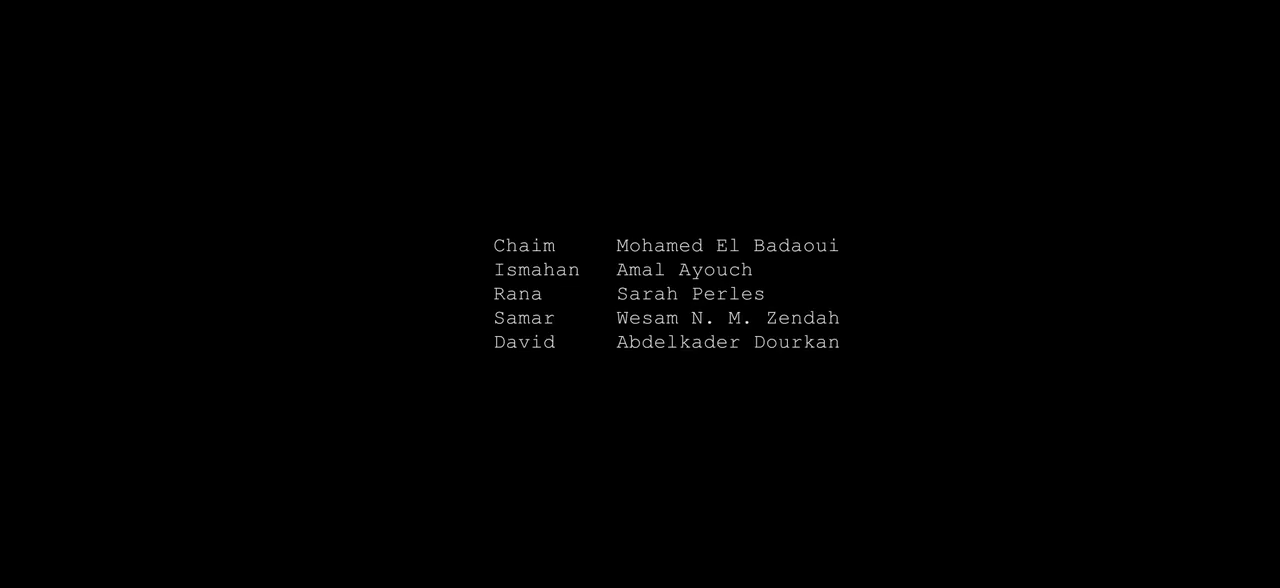 Chaim Mohamed El Badaoui
Ismahan Amal Ayouch
Rana Sarah Perles
Samar Wesam N. M. Zendah
David Abdelkader Dourkan